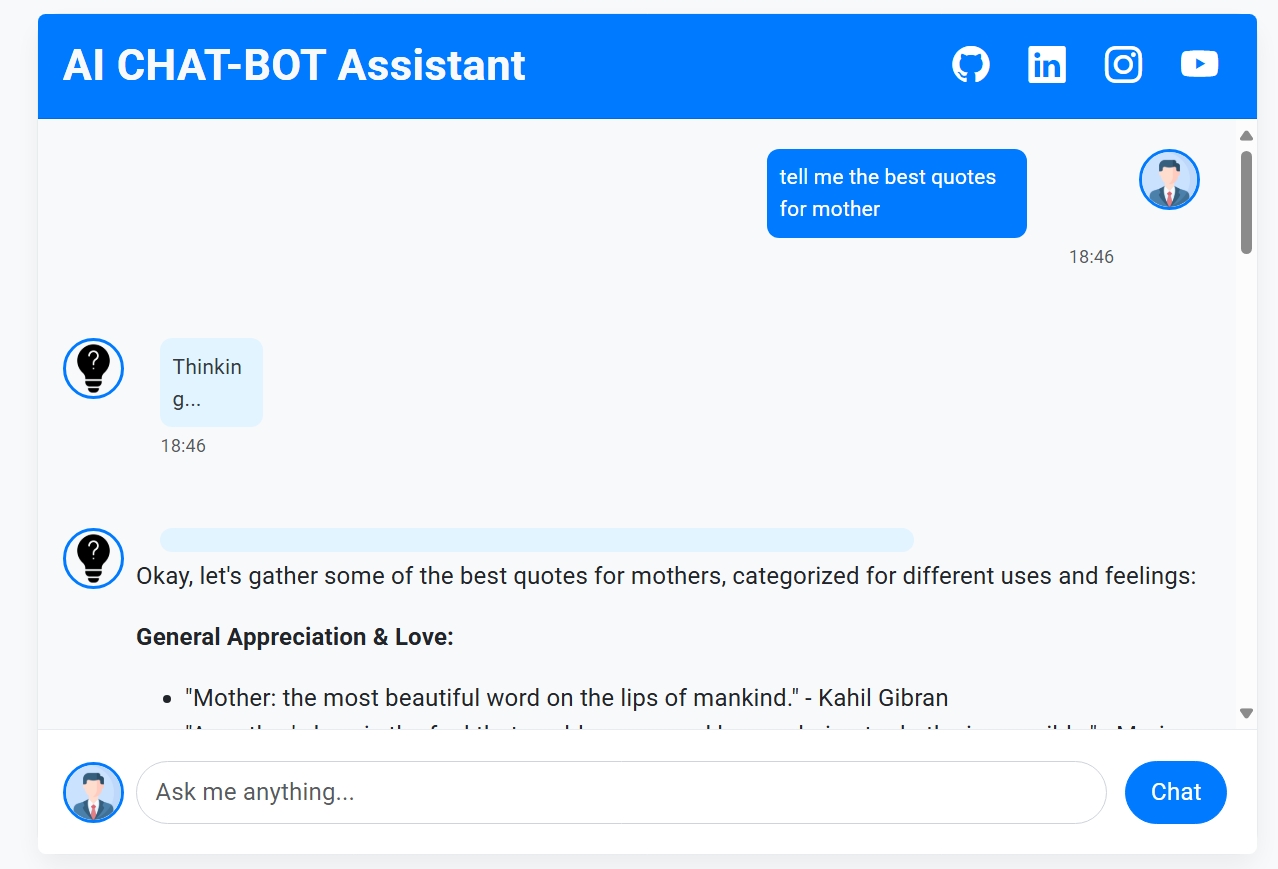 AI CHAT-BOT Assistant
tell me the best quotes
for mother
18:46
Thinkin
g...
18:46
Okay, let's gather some of the best quotes for mothers, categorized for different uses and feelings:
General Appreciation & Love:
"Mother: the most beautiful word on the lips of mankind." - Kahil Gibran
Ask me anything...
Chat